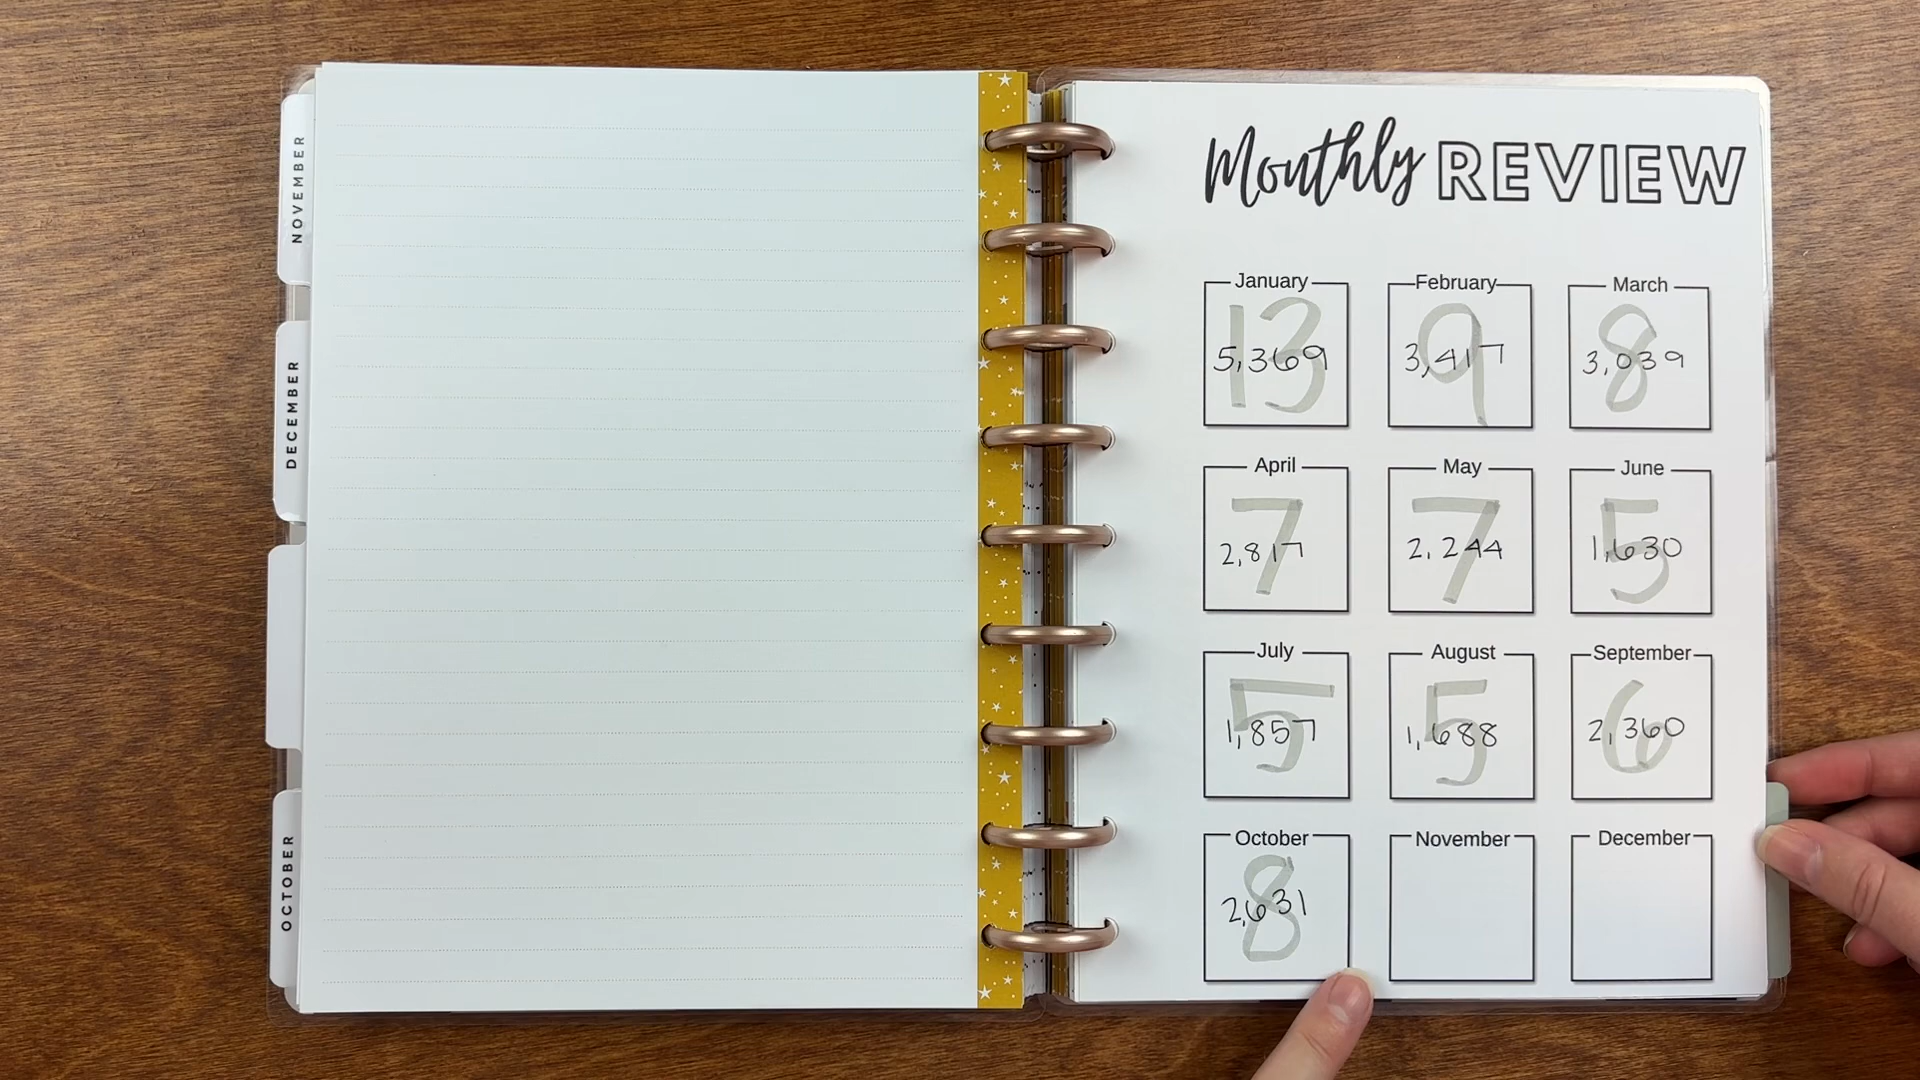 NOVEMBER
DECEMBER
OCTOBER
Monthly REVIEW
January February March
13 9 8
5,369 3,417 3,039
April May June
7 7 5
2,817 2,244 1,630
July August September
5 5 6
1,857 1,688 2,360
October November December
8
2,631